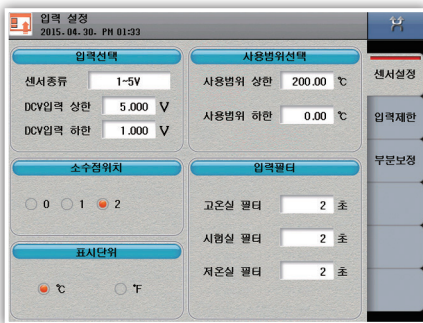 입력 설정
2015.04.30. PM 01:33
입력선택
센서종류 1~5V
DCV입력 상한 5.000 V
DCV입력 하한 1.000 V
사용범위선택
사용범위 상한 200.00 ℃
사용범위 하한 0.00 ℃
소수점위치
0 1 2
표시단위
℃ ℉
입력필터
고온실 필터 2 초
시험실 필터 2 초
저온실 필터 2 초
센서설정
입력제한
부분보정